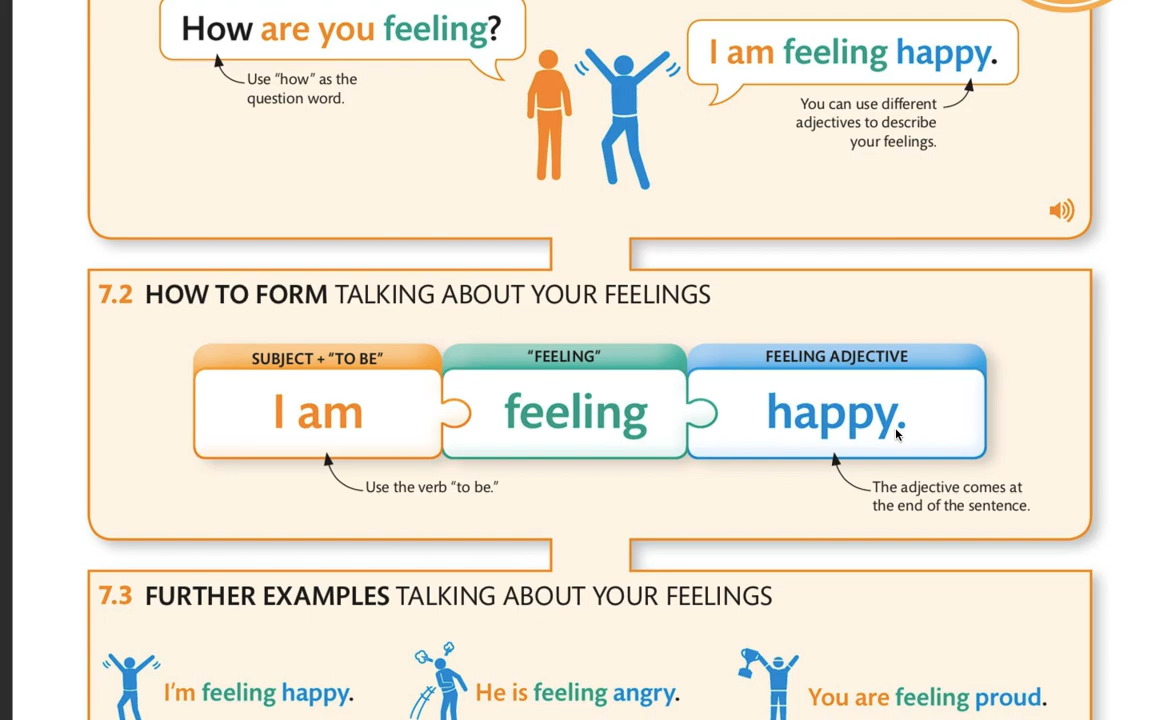 How are you feeling?
I am feeling happy.
Use “how” as the
question word.
You can use different
adjectives to describe
your feelings.
7.2 HOW TO FORM TALKING ABOUT YOUR FEELINGS
SUBJECT + “TO BE”
“FEELING”
FEELING ADJECTIVE
I am
feeling
happy.
Use the verb “to be.”
The adjective comes at
the end of the sentence.
7.3 FURTHER EXAMPLES TALKING ABOUT YOUR FEELINGS
I’m feeling happy.
He is feeling angry.
You are feeling proud.